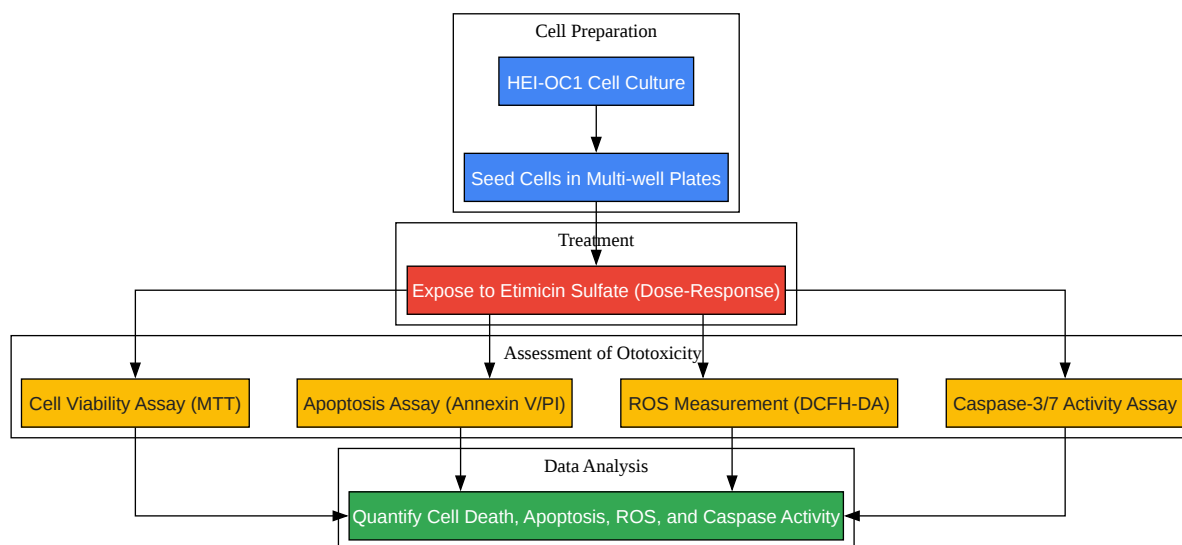 Cell Preparation
HEI-OC1 Cell Culture
Seed Cells in Multi-well Plates
Treatment
Expose to Etimicin Sulfate (Dose-Response)
Assessment of Ototoxicity
Cell Viability Assay (MTT)
Apoptosis Assay (Annexin V/PI)
ROS Measurement (DCFH-DA)
Caspase-3/7 Activity Assay
Data Analysis
Quantify Cell Death, Apoptosis, ROS, and Caspase Activity